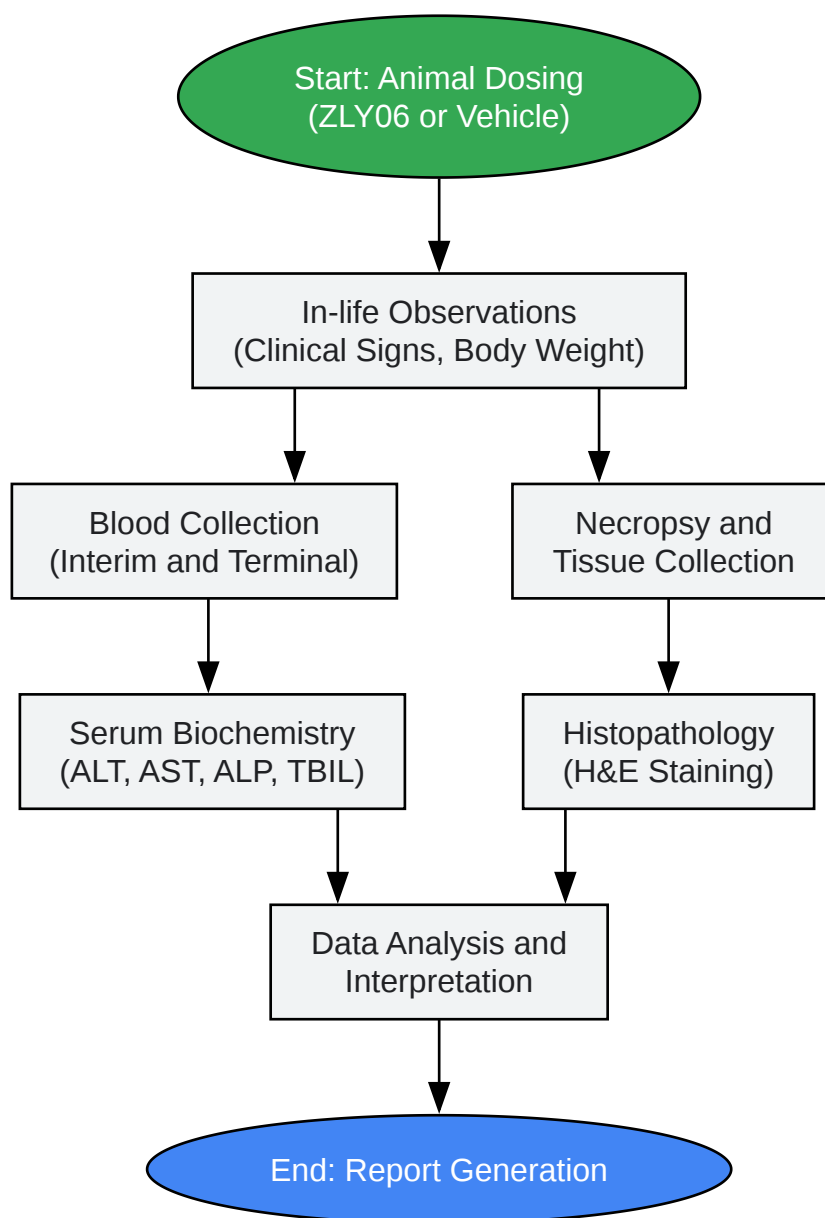 Start: Animal Dosing
(ZLY06 or Vehicle)
In-life Observations
(Clinical Signs, Body Weight)
Blood Collection
(Interim and Terminal)
Necropsy and
Tissue Collection
Serum Biochemistry
(ALT, AST, ALP, TBIL)
Histopathology
(H&E Staining)
Data Analysis and
Interpretation
End: Report Generation